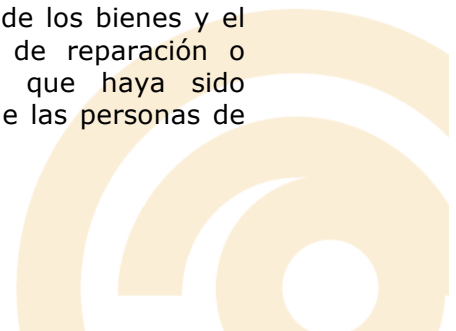 de los bienes y el
de reparación o
que haya sido
e las personas de